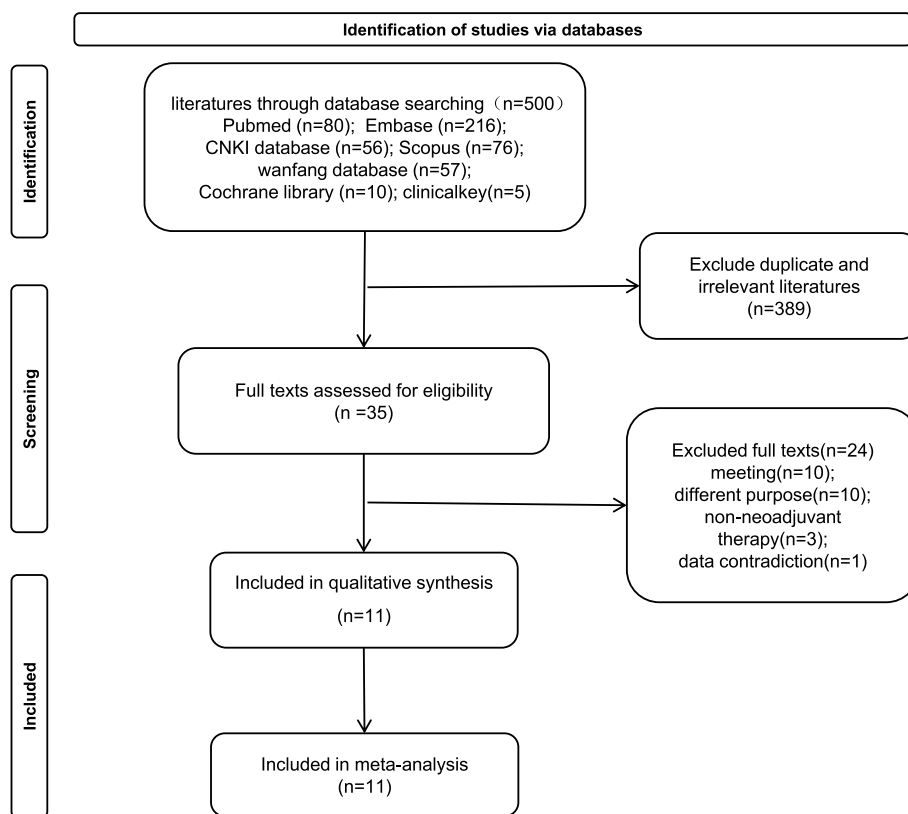 Identification of studies via databases
Identification
literatures through database searching（n=500）
Pubmed (n=80); Embase (n=216);
CNKI database (n=56); Scopus (n=76);
wanfang database (n=57);
Cochrane library (n=10); clinicalkey(n=5)
Exclude duplicate and
irrelevant literatures
(n=389)
Screening
Full texts assessed for eligibility
(n =35)
Excluded full texts(n=24)
meeting(n=10);
different purpose(n=10);
non-neoadjuvant
therapy(n=3);
data contradiction(n=1)
Included
Included in qualitative synthesis
(n=11)
Included in meta-analysis
(n=11)